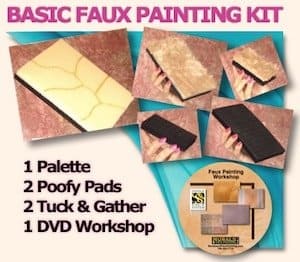 BASIC FAUX PAINTING KIT
1 Palette
2 Poofy Pads
2 Tuck & Gather
1 DVD Workshop
Faux Painting
Workshop